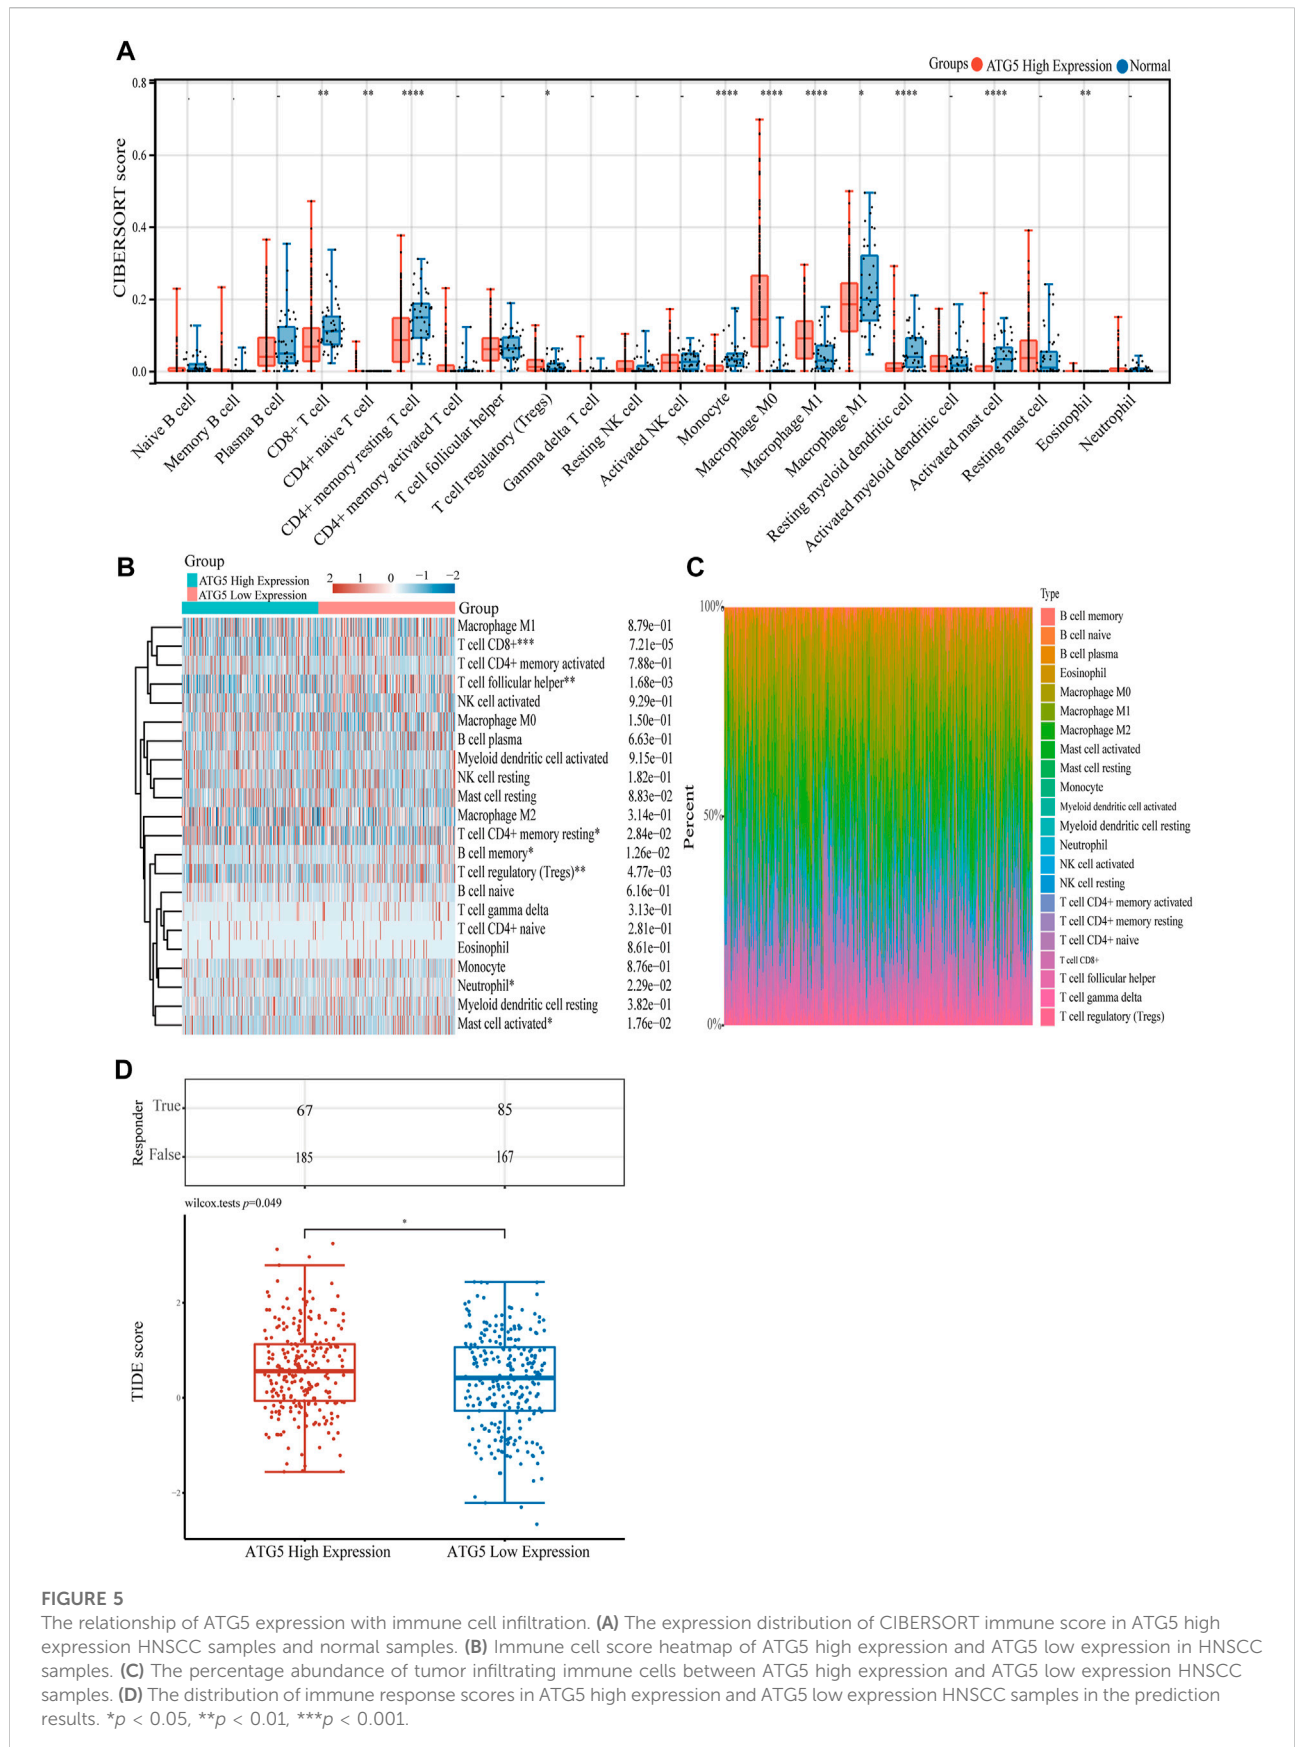 A
Groups ATG5 High Expression Normal
CIBERSORT score
0.8
0.6
0.4
0.2
0.0
- - - ** ** **** - - * - - - **** **** **** * **** - **** - ** -
Naive B cell
Memory B cell
Plasma B cell
CD8+ T cell
CD4+ naive T cell
CD4+ memory resting T cell
CD4+ memory activated T cell
T cell follicular helper
T cell regulatory (Tregs)
Gamma delta T cell
Resting NK cell
Activated NK cell
Monocyte
Macrophage M0
Macrophage M1
Macrophage M1
Resting myeloid dendritic cell
Activated myeloid dendritic cell
Activated mast cell
Resting mast cell
Eosinophil
Neutrophil
B
Group
ATG5 High Expression
ATG5 Low Expression
2 1 0 −1 −2
Group
Macrophage M1 8.79e−01
T cell CD8+*** 7.21e−05
T cell CD4+ memory activated 7.88e−01
T cell follicular helper** 1.68e−03
NK cell activated 9.29e−01
Macrophage M0 1.50e−01
B cell plasma 6.63e−01
Myeloid dendritic cell activated 9.15e−01
NK cell resting 1.82e−01
Mast cell resting 8.83e−02
Macrophage M2 3.14e−01
T cell CD4+ memory resting* 2.84e−02
B cell memory* 1.26e−02
T cell regulatory (Tregs)** 4.77e−03
B cell naive 6.16e−01
T cell gamma delta 3.13e−01
T cell CD4+ naive 2.81e−01
Eosinophil 8.61e−01
Monocyte 8.76e−01
Neutrophil* 2.29e−02
Myeloid dendritic cell resting 3.82e−01
Mast cell activated* 1.76e−02
C
Percent
100%
50%
0%
Type
B cell memory
B cell naive
B cell plasma
Eosinophil
Macrophage M0
Macrophage M1
Macrophage M2
Mast cell activated
Mast cell resting
Monocyte
Myeloid dendritic cell activated
Myeloid dendritic cell resting
Neutrophil
NK cell activated
NK cell resting
T cell CD4+ memory activated
T cell CD4+ memory resting
T cell CD4+ naive
T cell CD8+
T cell follicular helper
T cell gamma delta
T cell regulatory (Tregs)
D
Responder
True 67 85
False 185 167
wilcox.tests p=0.049
*
TIDE score
2
0
−2
ATG5 High Expression ATG5 Low Expression
FIGURE 5
The relationship of ATG5 expression with immune cell infiltration. (A) The expression distribution of CIBERSORT immune score in ATG5 high
expression HNSCC samples and normal samples. (B) Immune cell score heatmap of ATG5 high expression and ATG5 low expression in HNSCC
samples. (C) The percentage abundance of tumor infiltrating immune cells between ATG5 high expression and ATG5 low expression HNSCC
samples. (D) The distribution of immune response scores in ATG5 high expression and ATG5 low expression HNSCC samples in the prediction
results. *p < 0.05, **p < 0.01, ***p < 0.001.